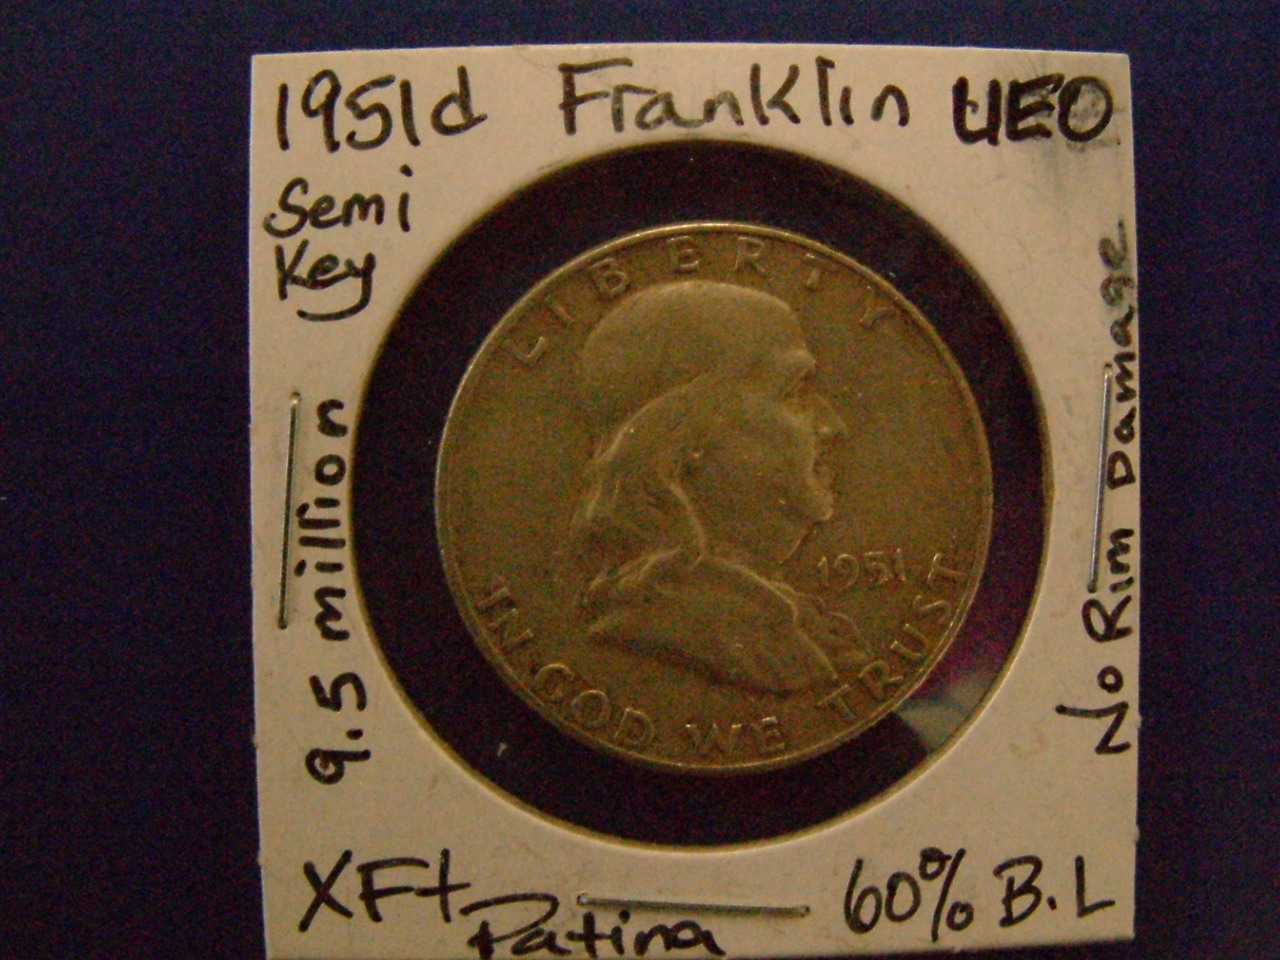 1951d Franklin UEO
Semi
Key
9.5 million
No Rim Damage
LIBERTY
1951
IN GOD WE TRUST
XF+
Patina
60% B.L